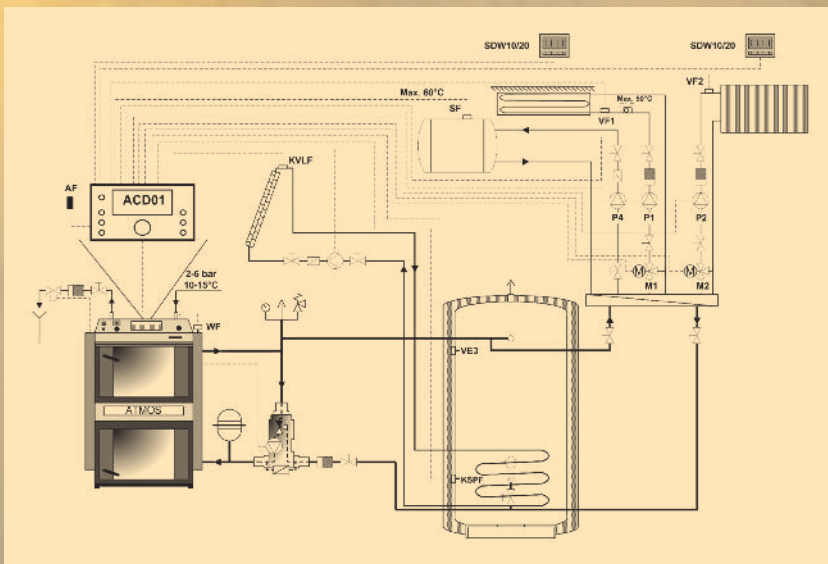 SDW10/20
SDW10/20
VF2
Max. 60°C
SF
Max. 50°C
VF1
KVLF
AF
ACD01
P4
P1
P2
2-6 bar
10-15°C
M
M
M1
M2
WF
VE3
ATMOS
KSPF